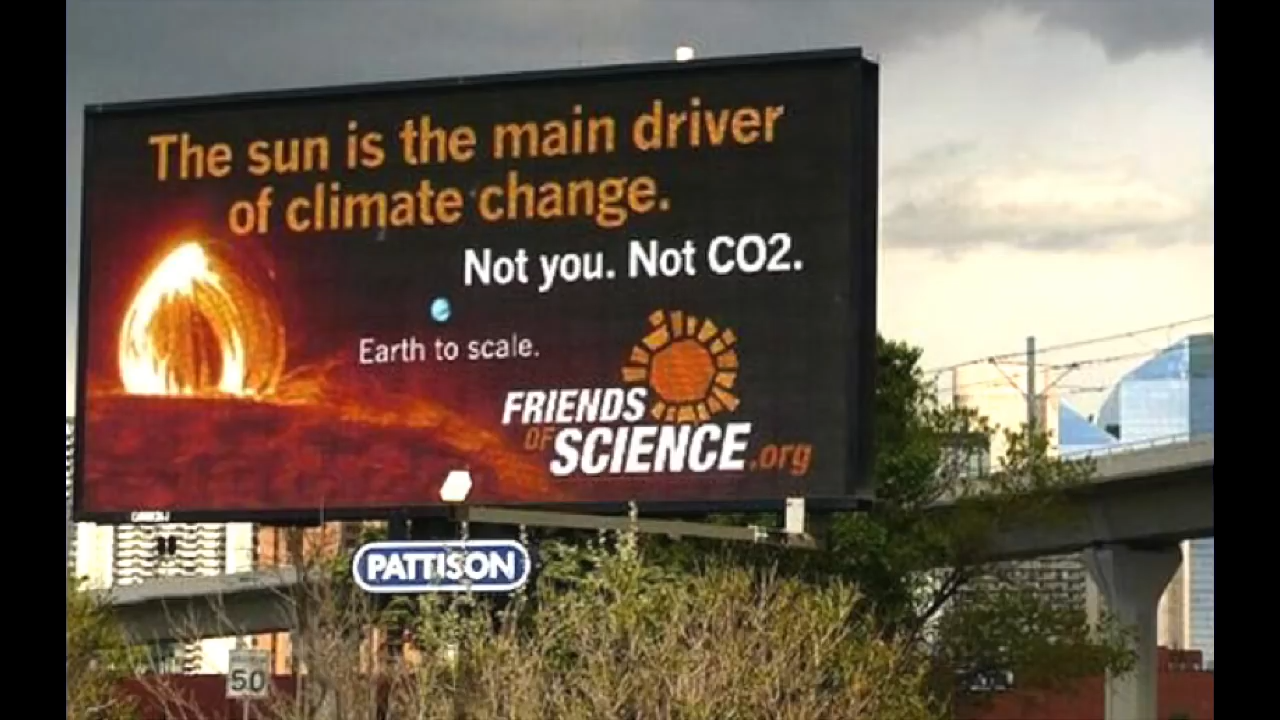 The sun is the main driver
of climate change.
Not you. Not CO2.
Earth to scale.
FRIENDS
OF SCIENCE.org
PATTISON
50